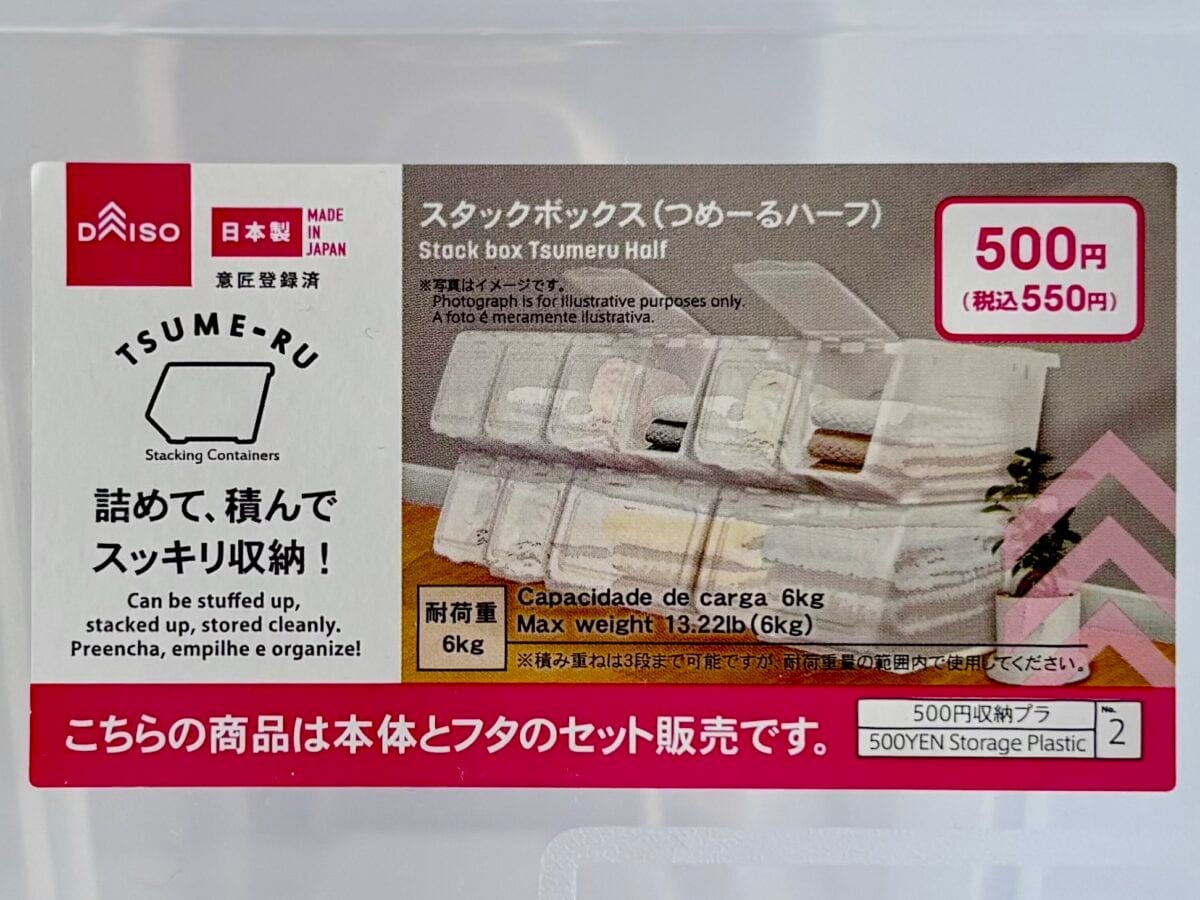 DAISO
日本製
MADE
IN
JAPAN
意匠登録済
TSUME-RU
Stacking Containers
詰めて、積んで
スッキリ収納！
Can be stuffed up,
stacked up, stored cleanly.
Preencha, empilhe e organize!
スタックボックス（つめーるハーフ）
Stack box Tsumeru Half
※写真はイメージです。
Photograph is for illustrative purposes only.
A foto é meramente ilustrativa.
500円
（税込550円）
耐荷重
6kg
Capacidade de carga 6kg
Max weight 13.22lb（6kg）
※積み重ねは3段まで可能ですが、耐荷重量の範囲内で使用してください。
こちらの商品は本体とフタのセット販売です。
500円収納プラ
500YEN Storage Plastic
No.
2